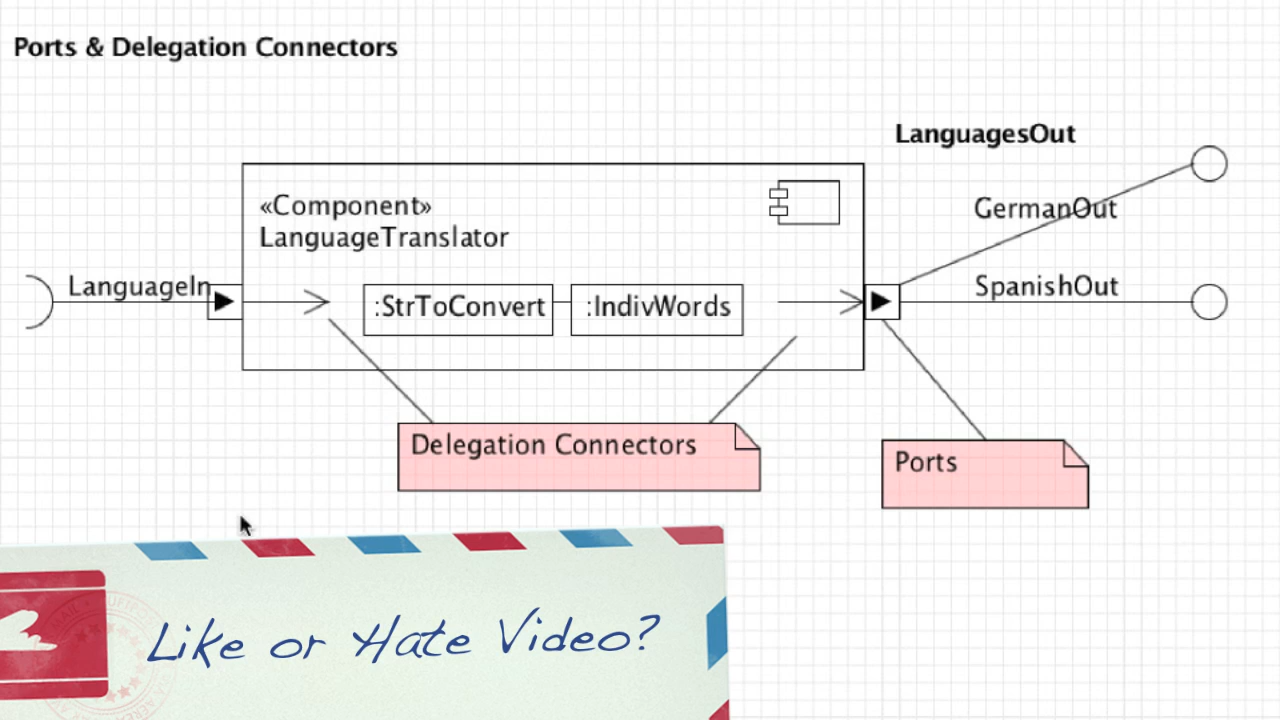 Ports & Delegation Connectors
LanguagesOut
«Component»
LanguageTranslator
GermanOut
LanguageIn
SpanishOut
:StrToConvert
:IndivWords
Delegation Connectors
Ports
Like or Hate Video?